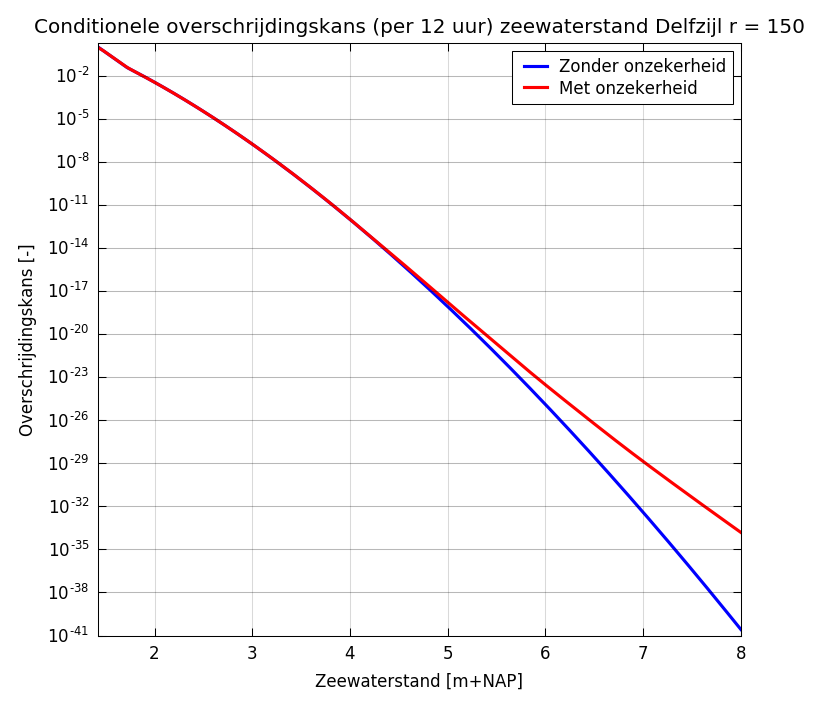 Conditionele overschrijdingskans (per 12 uur) zeewaterstand Delfzijl r = 150
Zonder onzekerheid
Met onzekerheid
Overschrijdingskans [-]
10^-2
10^-5
10^-8
10^-11
10^-14
10^-17
10^-20
10^-23
10^-26
10^-29
10^-32
10^-35
10^-38
10^-41
2 3 4 5 6 7 8
Zeewaterstand [m+NAP]